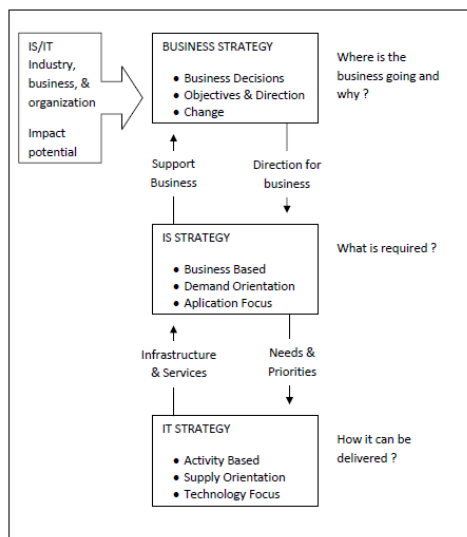 IS/IT
Industry,
business, &
organization
Impact
potential
BUSINESS STRATEGY
• Business Decisions
• Objectives & Direction
• Change
Where is the
business going and
why ?
Support
Business
Direction for
business
IS STRATEGY
• Business Based
• Demand Orientation
• Aplication Focus
What is required ?
Infrastructure
& Services
Needs &
Priorities
IT STRATEGY
• Activity Based
• Supply Orientation
• Technology Focus
How it can be
delivered ?